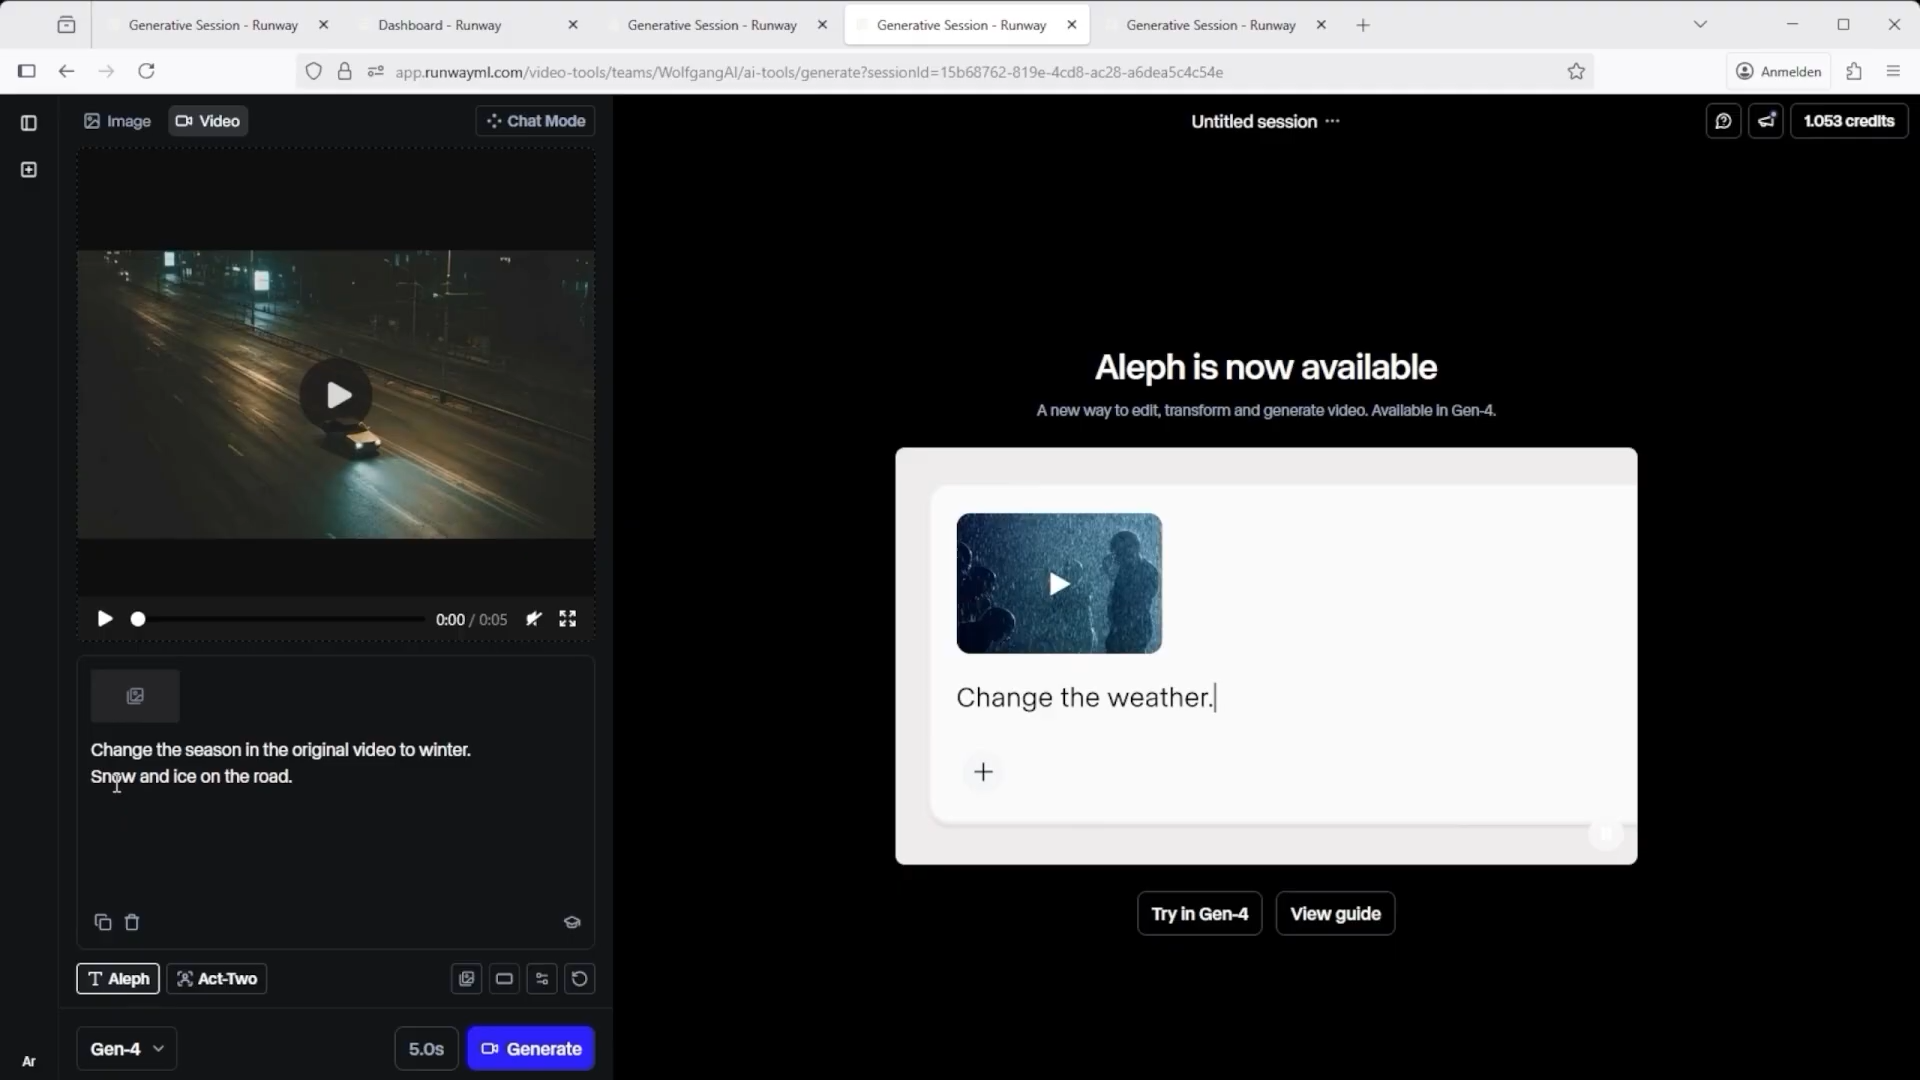 Generative Session - Runway
Dashboard - Runway
Generative Session - Runway
Generative Session - Runway
Generative Session - Runway
app.runwayml.com/video-tools/teams/WolfgangAI/ai-tools/generate?sessionId=15b68762-819e-4cd8-ac28-a6dea5c4c54e
Anmelden
Image
Video
Chat Mode
Untitled session ···
1.053 credits
0:00 / 0:05
Change the season in the original video to winter.
Snow and ice on the road.
Aleph
Act-Two
Gen-4
5.0s
Generate
Ar
Aleph is now available
A new way to edit, transform and generate video. Available in Gen-4.
Change the weather.
Try in Gen-4
View guide